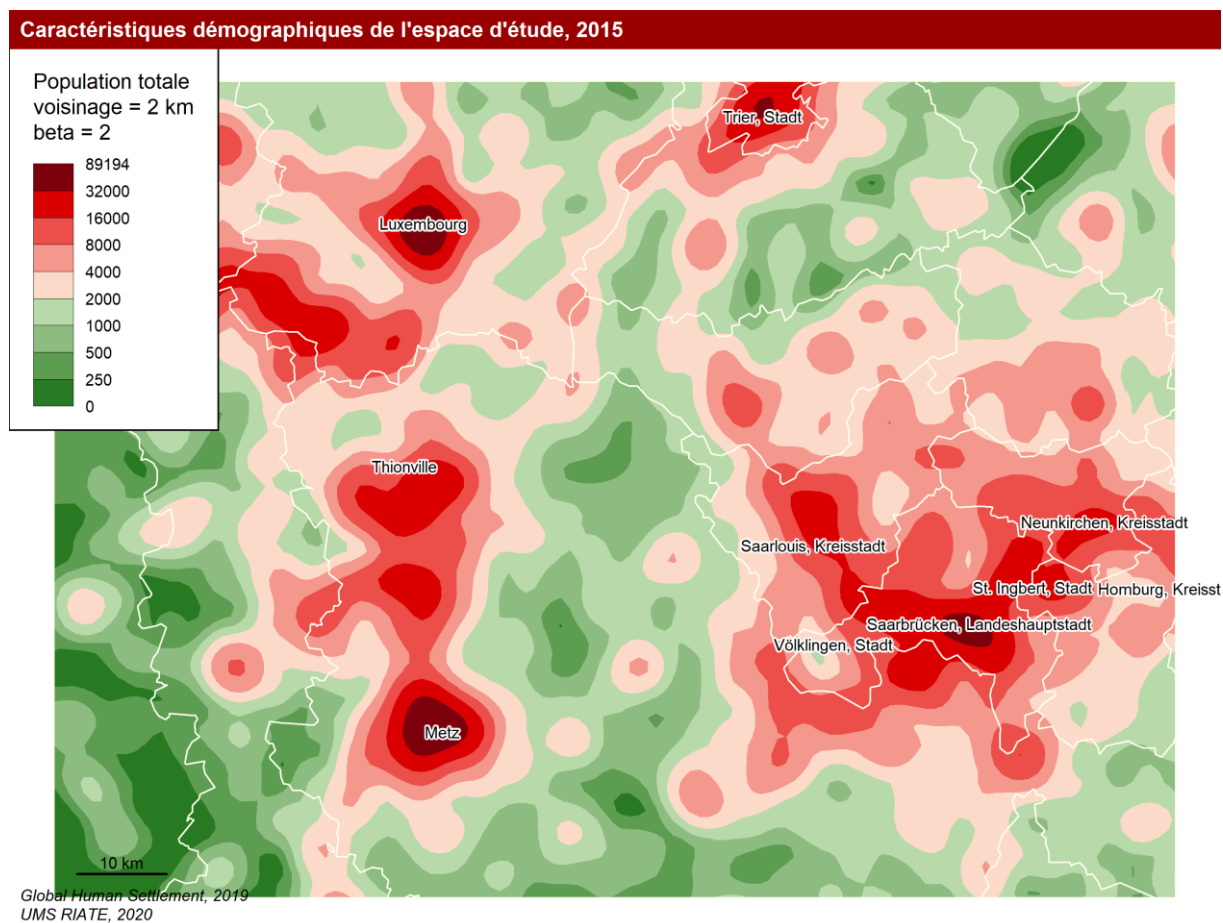 Caractéristiques démographiques de l'espace d'étude, 2015
Population totale
voisinage = 2 km
beta = 2
89194
32000
16000
8000
4000
2000
1000
500
250
0
Trier, Stadt
Luxembourg
Thionville
Neunkirchen, Kreisstadt
Saarlouis, Kreisstadt
St. Ingbert, Stadt
Homburg, Kreisst
Saarbrücken, Landeshauptstadt
Völklingen, Stadt
Metz
10 km
Global Human Settlement, 2019
UMS RIATE, 2020